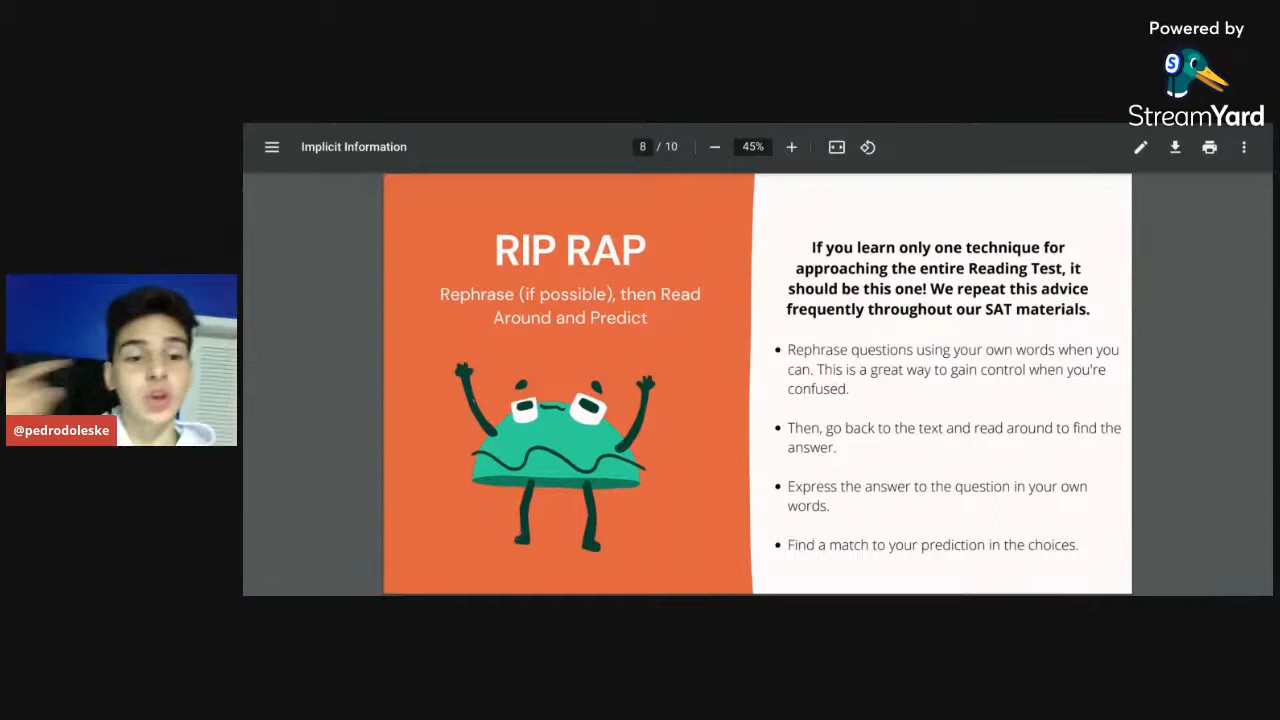 Powered by
StreamYard
Implicit Information
8 / 10
45%
RIP RAP
Rephrase (if possible), then Read
Around and Predict
If you learn only one technique for
approaching the entire Reading Test, it
should be this one! We repeat this advice
frequently throughout our SAT materials.
• Rephrase questions using your own words when you
can. This is a great way to gain control when you're
confused.
• Then, go back to the text and read around to find the
answer.
• Express the answer to the question in your own
words.
• Find a match to your prediction in the choices.
@pedrodoleske